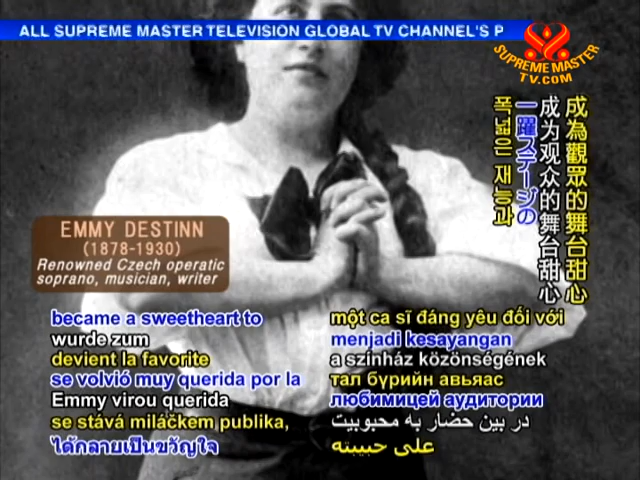 ALL SUPREME MASTER TELEVISION GLOBAL TV CHANNEL'S P
SUPREME MASTER
TV.COM
成為觀眾的舞台甜心
成为观众的舞台甜心
一躍ステージの
폭넓은 재능과
EMMY DESTINN
(1878-1930)
Renowned Czech operatic
soprano, musician, writer
became a sweetheart to
wurde zum
devient la favorite
se volvió muy querida por la
Emmy virou querida
se stává miláčkem publika,
ได้กลายเป็นขวัญใจ
một ca sĩ đáng yêu đối với
menjadi kesayangan
a színház közönségének
тал бүрийн авьяас
любимицей аудитории
در بین حضار به محبوبیت
على حبيبته